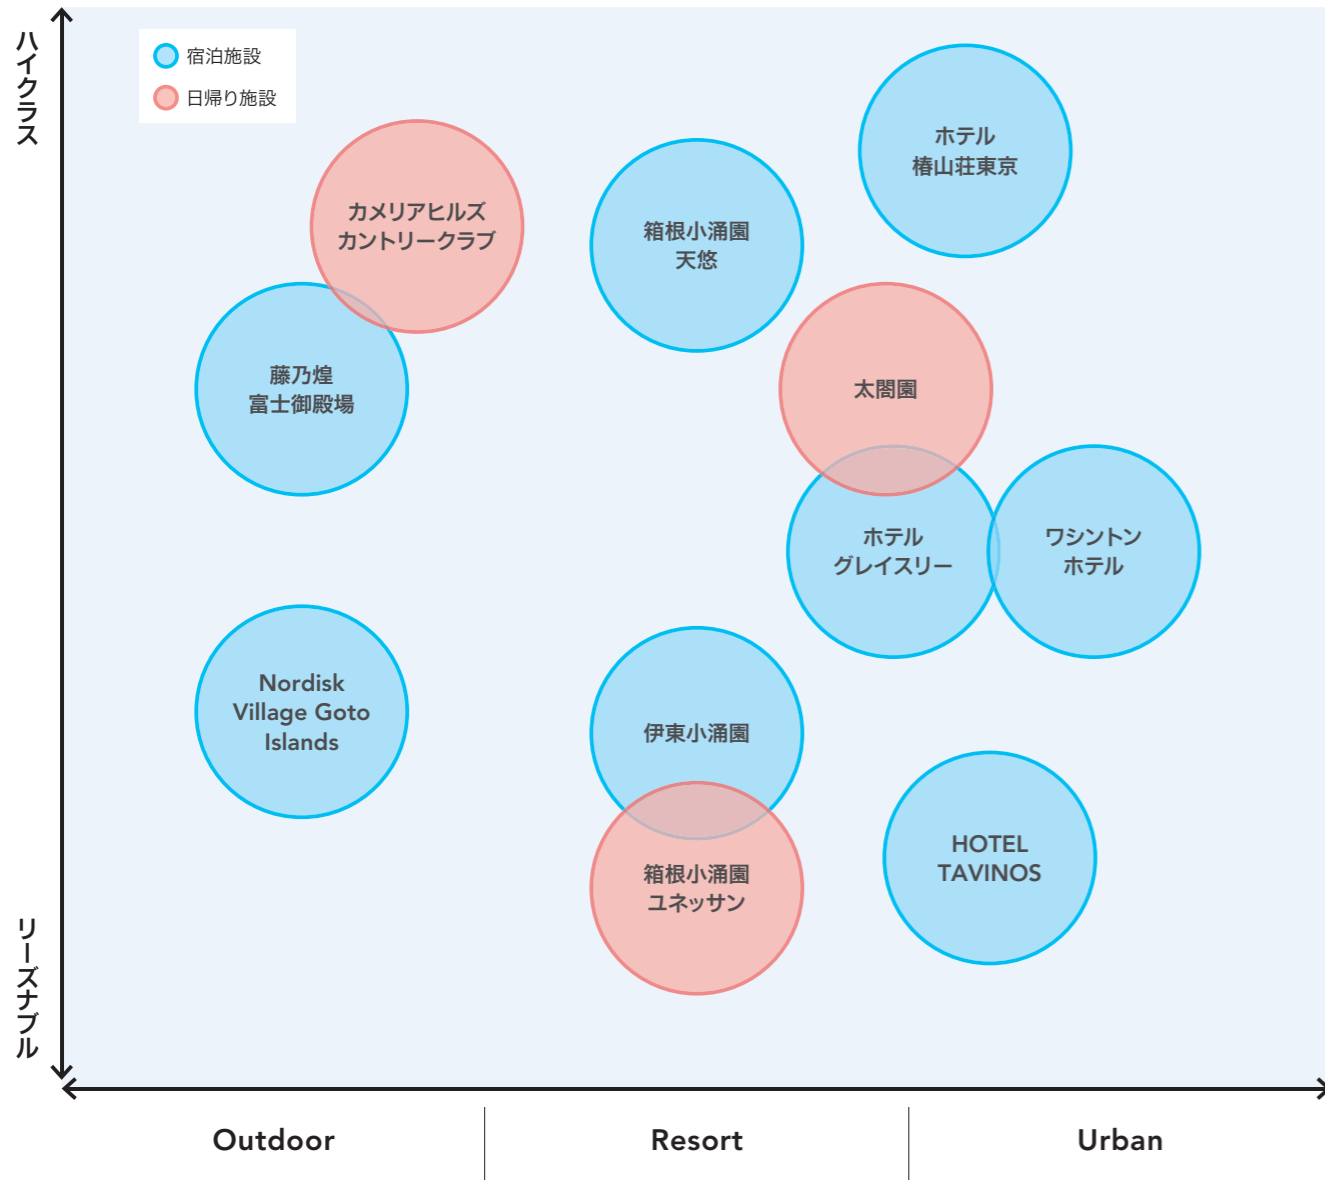 ハイクラス
宿泊施設
日帰り施設
ホテル
椿山荘東京
カメリアヒルズ
カントリークラブ
箱根小涌園
天悠
藤乃煌
富士御殿場
太閤園
ホテル
グレイスリー
ワシントン
ホテル
Nordisk
Village Goto
Islands
伊東小涌園
HOTEL
TAVINOS
箱根小涌園
ユネッサン
リーズナブル
Outdoor
Resort
Urban